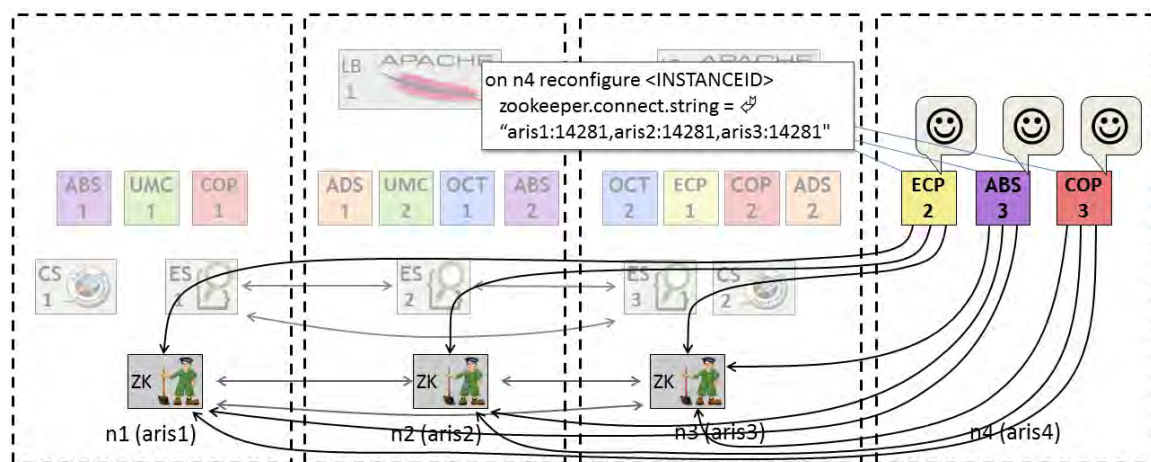 LB
1
APACHE
on n4 reconfigure <INSTANCEID>
zookeeper.connect.string =
“aris1:14281,aris2:14281,aris3:14281"
ABS
1
UMC
1
COP
1
ADS
1
UMC
2
OCT
1
ABS
2
OCT
2
ECP
1
COP
2
ADS
2
ECP
2
ABS
3
COP
3
CS
1
ES
1
ES
2
ES
3
CS
2
ZK
ZK
ZK
n1 (aris1)
n2 (aris2)
n3 (aris3)
n4 (aris4)